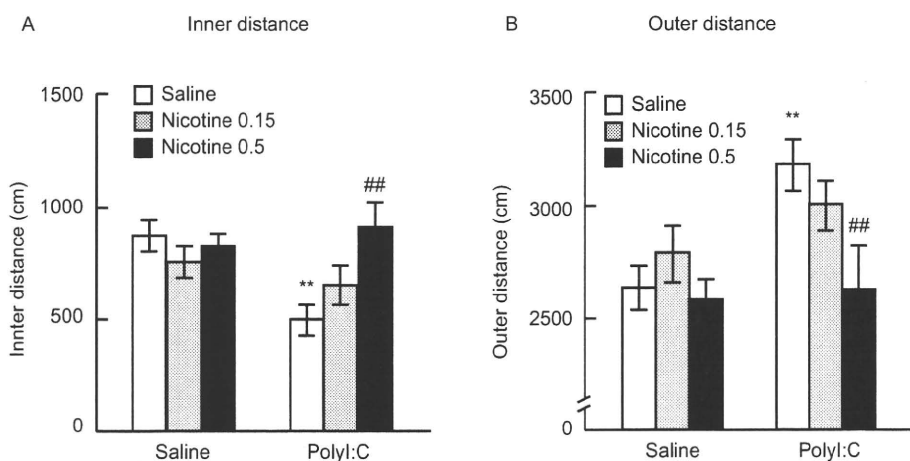 A Inner distance
1500
1000
500
0
Innter distance (cm)
Saline
Nicotine 0.15
Nicotine 0.5
**
##
Saline PolyI:C
B Outer distance
3500
3000
2500
0
Outer distance (cm)
Saline
Nicotine 0.15
Nicotine 0.5
**
##
Saline PolyI:C